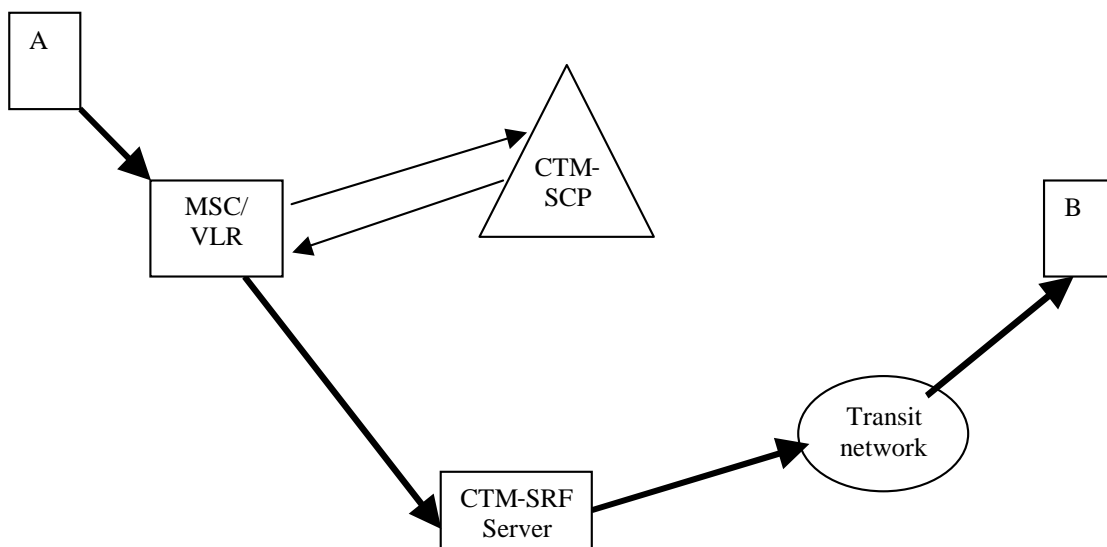 A
CTM-
SCP
MSC/
VLR
B
Transit
network
CTM-SRF
Server